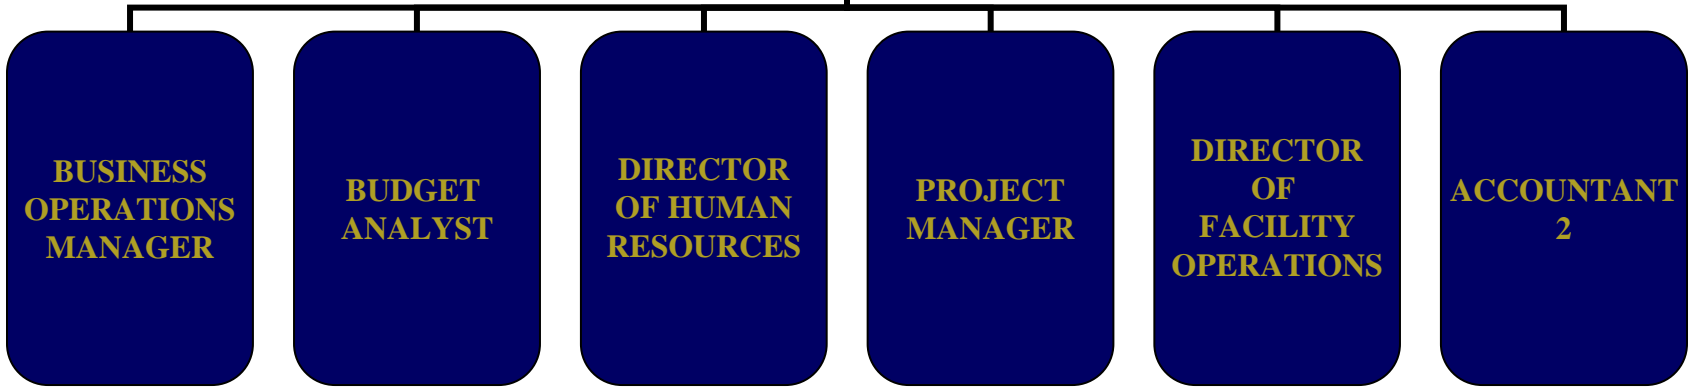 BUSINESS
OPERATIONS
MANAGER
BUDGET
ANALYST
DIRECTOR
OF HUMAN
RESOURCES
PROJECT
MANAGER
DIRECTOR
OF
FACILITY
OPERATIONS
ACCOUNTANT
2